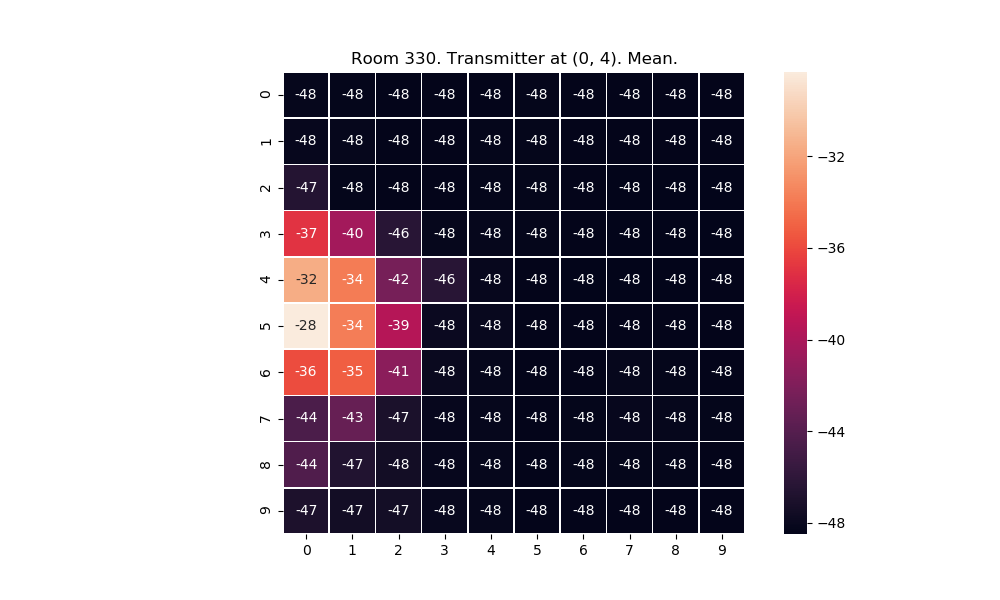 Room 330. Transmitter at (0, 4). Mean.
0 -48 -48 -48 -48 -48 -48 -48 -48 -48 -48
1 -48 -48 -48 -48 -48 -48 -48 -48 -48 -48
2 -47 -48 -48 -48 -48 -48 -48 -48 -48 -48
3 -37 -40 -46 -48 -48 -48 -48 -48 -48 -48
4 -32 -34 -42 -46 -48 -48 -48 -48 -48 -48
5 -28 -34 -39 -48 -48 -48 -48 -48 -48 -48
6 -36 -35 -41 -48 -48 -48 -48 -48 -48 -48
7 -44 -43 -47 -48 -48 -48 -48 -48 -48 -48
8 -44 -47 -48 -48 -48 -48 -48 -48 -48 -48
9 -47 -47 -47 -48 -48 -48 -48 -48 -48 -48
0 1 2 3 4 5 6 7 8 9
−32
−36
−40
−44
−48